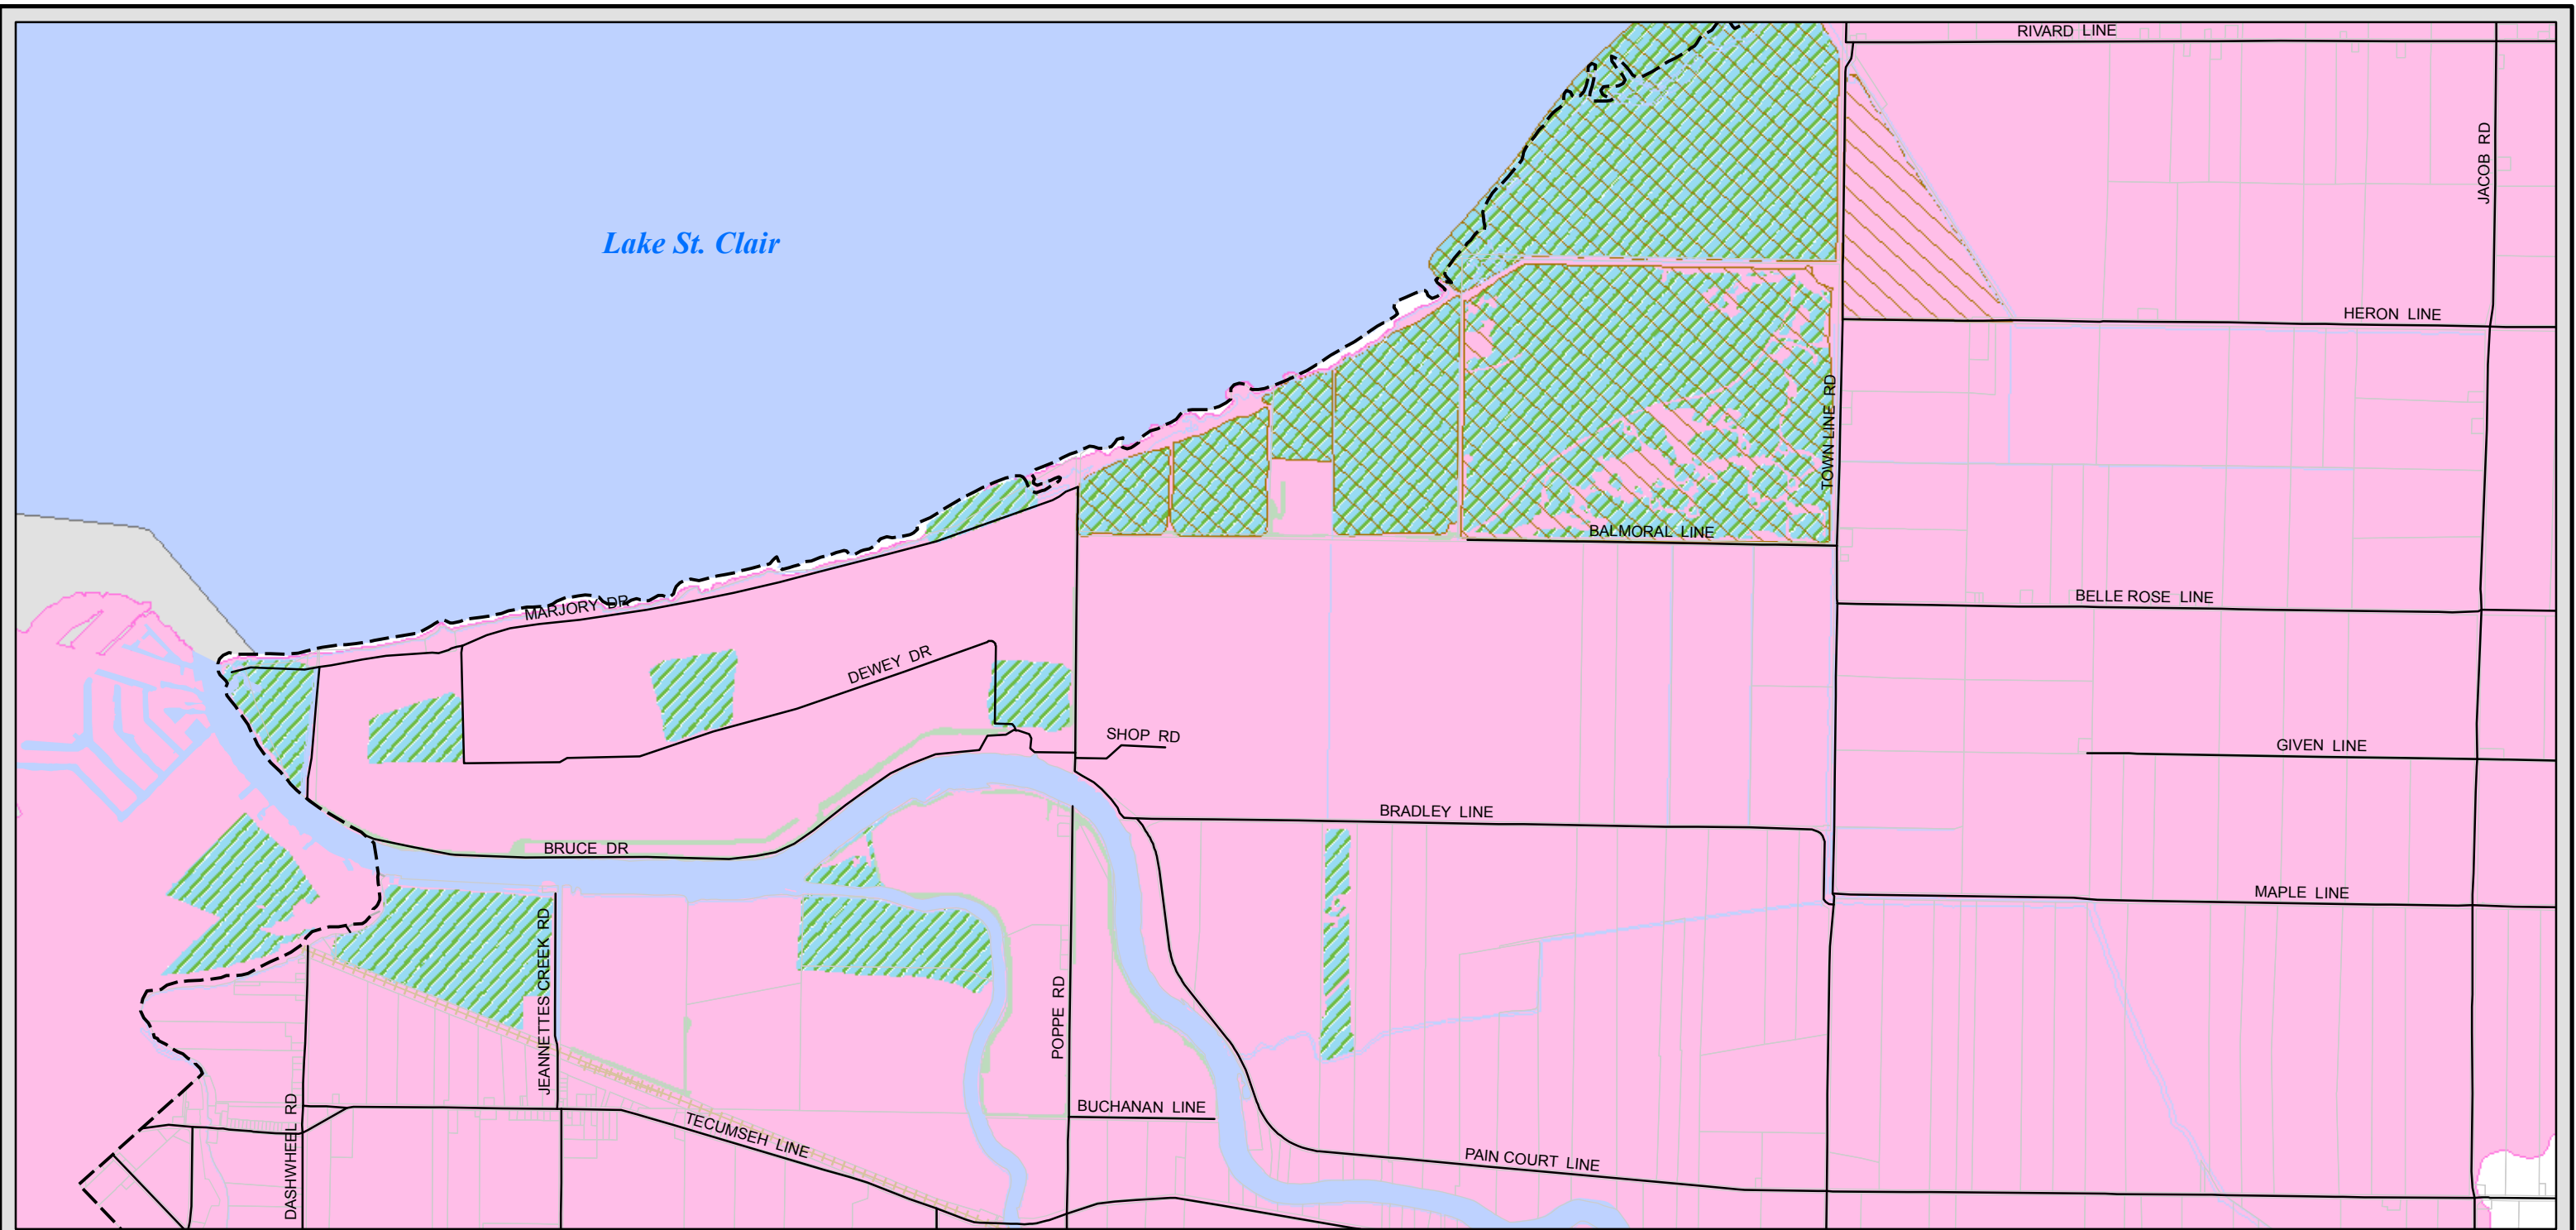 RIVARD LINE
JACOB RD
Lake St. Clair
HERON LINE
TOWN LINE RD
BALMORAL LINE
BELLE ROSE LINE
MARJORY DR
DEWEY DR
SHOP RD
GIVEN LINE
BRADLEY LINE
BRUCE DR
MAPLE LINE
JEANNETTES CREEK RD
POPPE RD
BUCHANAN LINE
DASHWHEEL RD
TECUMSEH LINE
PAIN COURT LINE